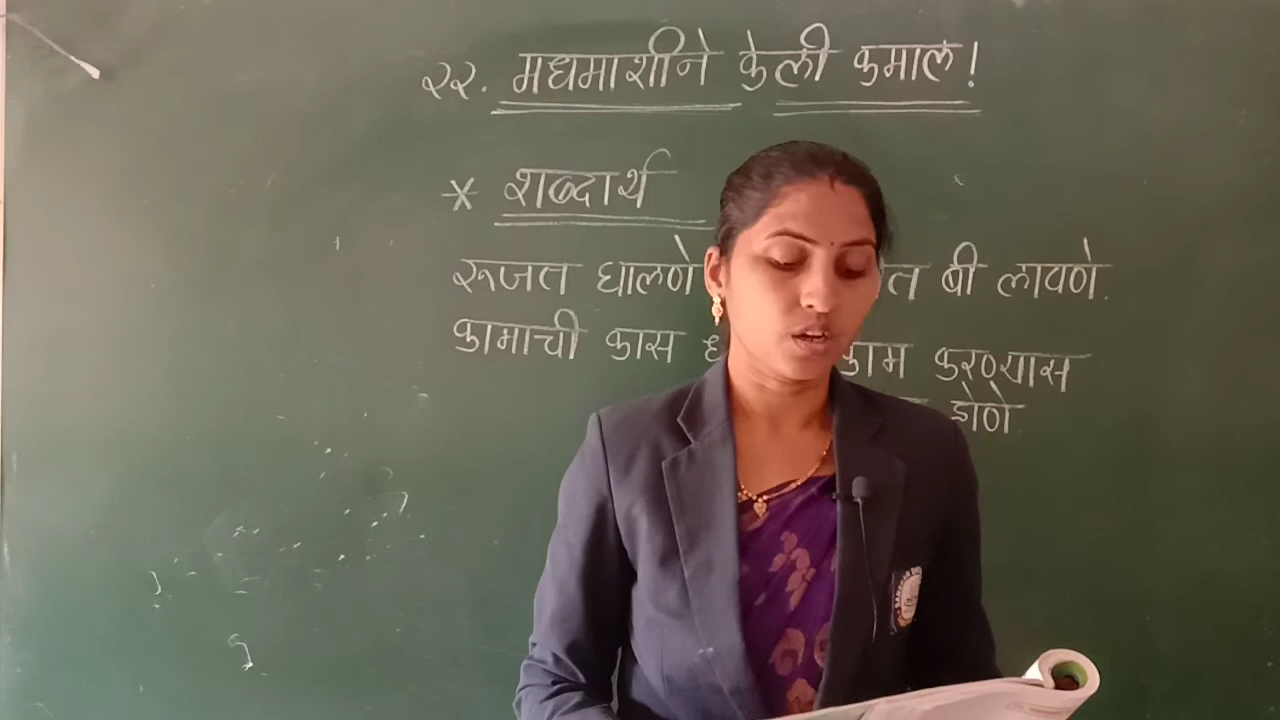 २२. मधमाशीने केली कमाल!
* शब्दार्थ
रूजत घालणे त बी लावणे.
कामाची कास काम करण्यास
होणे